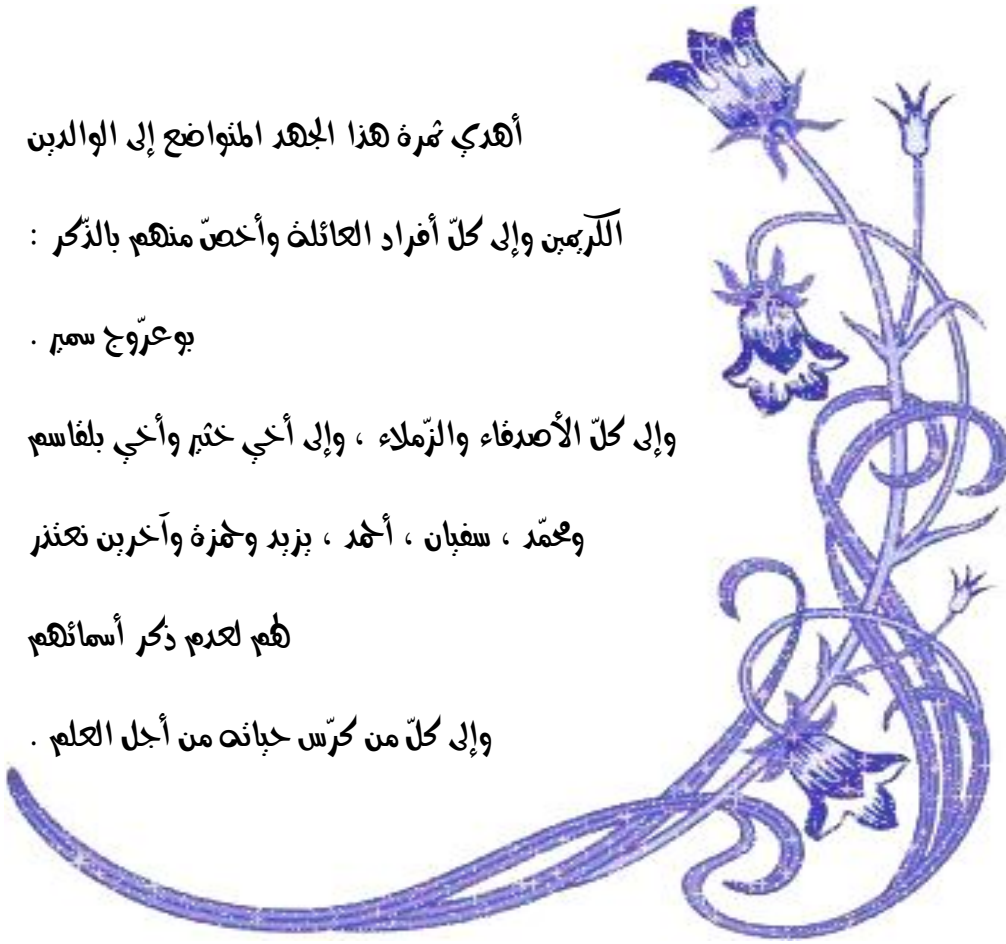 أهدي ثمرة هذا الجهد المتواضع إلى الوالدين
الكريمين وإلى كلّ أفراد العائلة وأخصّ منهم بالذّكر :
بوعرّوج سمير .
وإلى كلّ الأصدقاء والزّملاء ، وإلى أخي خثير وأخي بلقاسم
ومحمّد ، سفيان ، أحمد ، يزيد وحمزة وآخرين نعتذر
لهم لعدم ذكر أسمائهم
وإلى كلّ من كرّس حياته من أجل العلم .